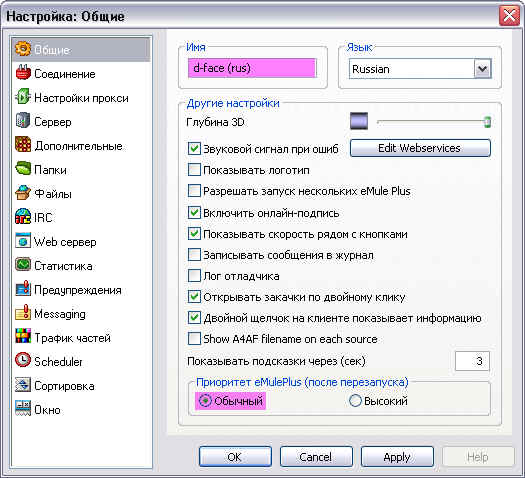 Настройка: Общие
Общие
Соединение
Настройки прокси
Сервер
Дополнительные
Папки
Файлы
IRC
Web сервер
Статистика
Предупреждения
Messaging
Трафик частей
Scheduler
Сортировка
Окно
Имя
d-face (rus)
Язык
Russian
Другие настройки
Глубина 3D
Звуковой сигнал при ошиб
Edit Webservices
Показывать логотип
Разрешать запуск нескольких eMule Plus
Включить онлайн-подпись
Показывать скорость рядом с кнопками
Записывать сообщения в журнал
Лог отладчика
Открывать закачки по двойному клику
Двойной щелчок на клиенте показывает информацию
Show A4AF filename on each source
Показывать подсказки через (сек) 3
Приоритет eMulePlus (после перезапуска)
Обычный Высокий
OK Cancel Apply Help